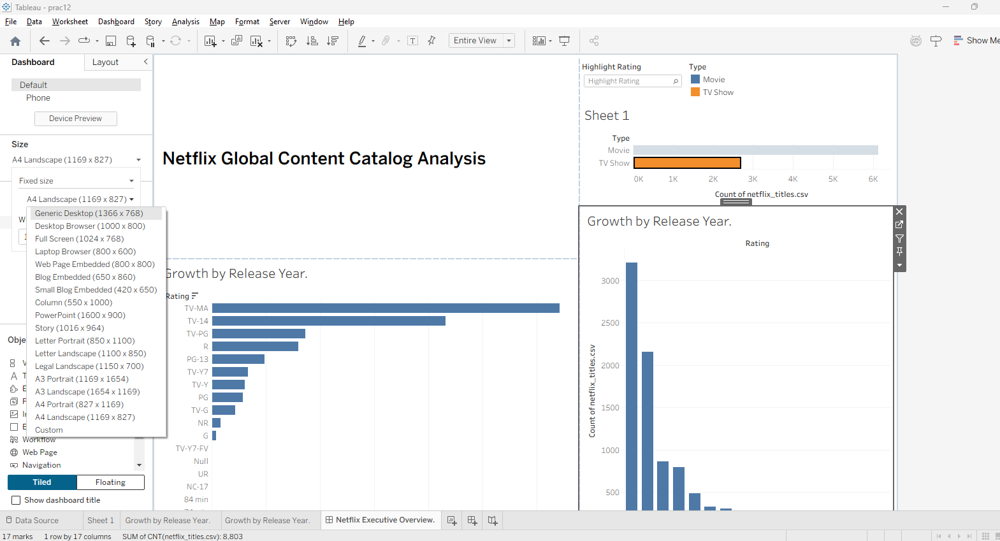 Tableau - prac12
File Data Worksheet Dashboard Story Analysis Map Format Server Window Help
Entire View
Show Me
Dashboard Layout
Default
Phone
Device Preview
Size
A4 Landscape (1169 x 827)
Fixed size
A4 Landscape (1169 x 827)
Generic Desktop (1366 x 768)
Desktop Browser (1000 x 800)
Full Screen (1024 x 768)
Laptop Browser (800 x 600)
Web Page Embedded (800 x 800)
Blog Embedded (650 x 860)
Small Blog Embedded (420 x 650)
Column (550 x 1000)
PowerPoint (1600 x 900)
Story (1016 x 964)
Letter Portrait (850 x 1100)
Letter Landscape (1100 x 850)
Legal Landscape (1150 x 700)
A3 Portrait (1169 x 1654)
A3 Landscape (1654 x 1169)
A4 Portrait (827 x 1169)
A4 Landscape (1169 x 827)
Custom
Workflow
Web Page
Navigation
Tiled Floating
Show dashboard title
Netflix Global Content Catalog Analysis
Highlight Rating
Highlight Rating
Type
Movie
TV Show
Sheet 1
Type
Movie
TV Show
0K 1K 2K 3K 4K 5K 6K
Count of netflix_titles.csv
Growth by Release Year.
Rating
TV-MA
TV-14
TV-PG
R
PG-13
TV-Y7
TV-Y
PG
TV-G
NR
G
TV-Y7-FV
Null
UR
NC-17
84 min
Growth by Release Year.
Rating
3000
2500
2000
1500
1000
500
Count of netflix_titles.csv
Data Source Sheet 1 Growth by Release Year. Growth by Release Year. Netflix Executive Overview.
17 marks 1 row by 17 columns SUM of CNT(netflix_titles.csv): 8,803